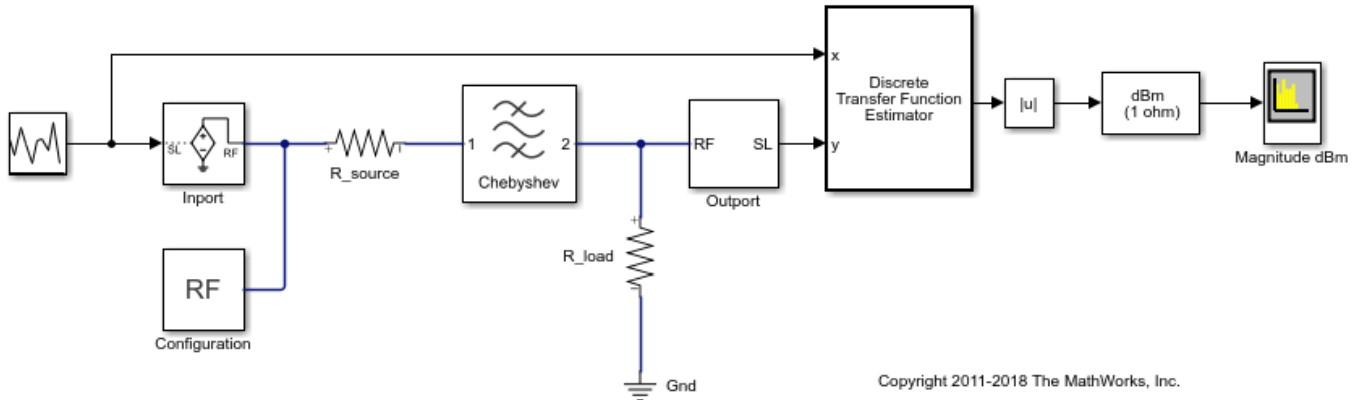 x
Discrete
Transfer Function
Estimator
|u|
dBm
(1 ohm)
Magnitude dBm
SL
RF
Inport
+
R_source
1
2
Chebyshev
RF
SL
Outport
y
RF
Configuration
+
R_load
Gnd
Copyright 2011-2018 The MathWorks, Inc.